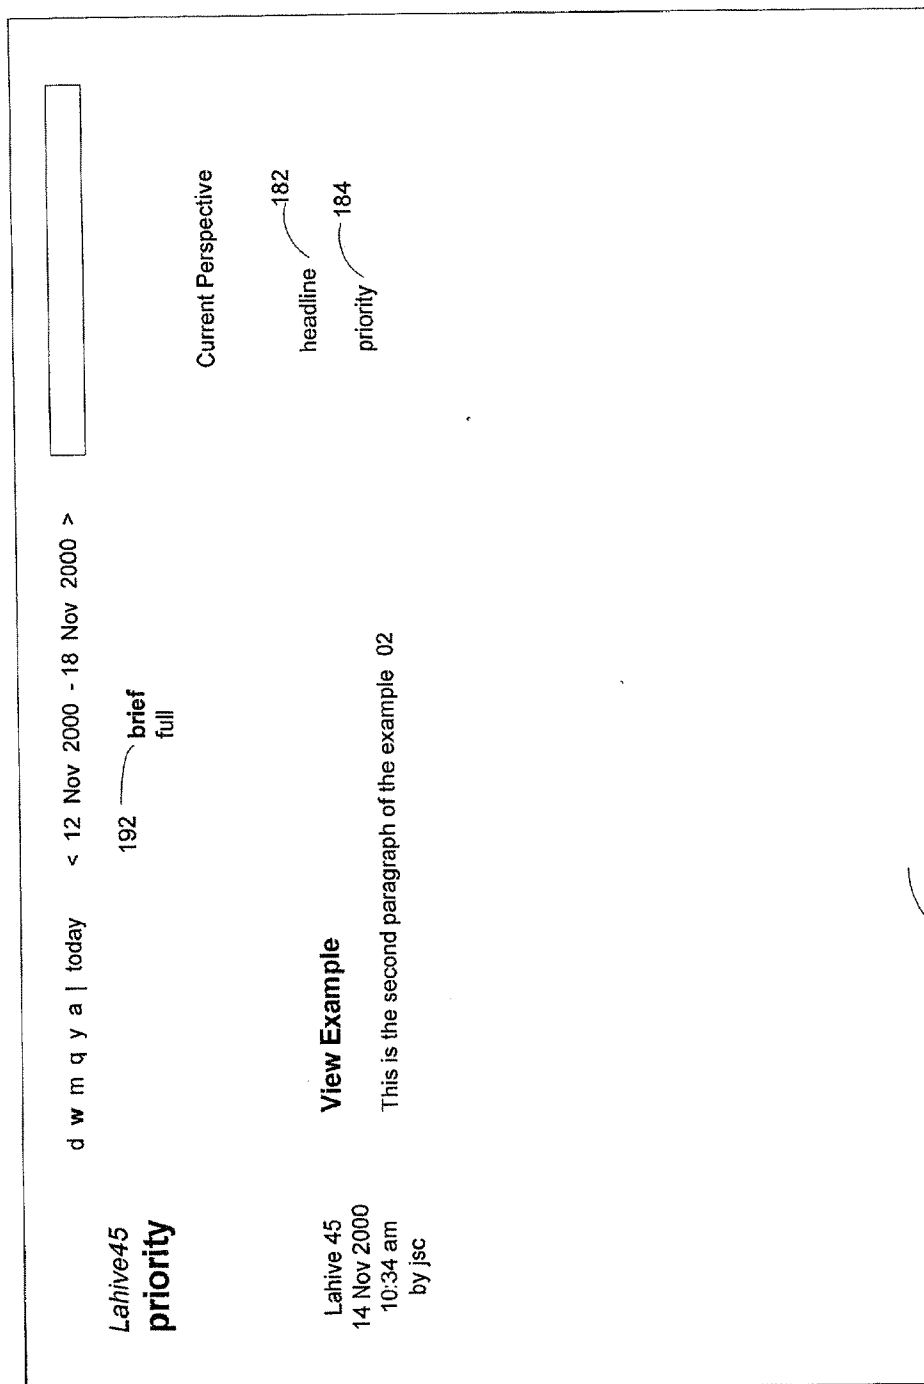 d w m q y a | today < 12 Nov 2000 - 18 Nov 2000 >
Lahive45
priority
192
brief
full
Current Perspective
Lahive 45
14 Nov 2000
10:34 am
by jsc
View Example
This is the second paragraph of the example 02
182
headline
184
priority